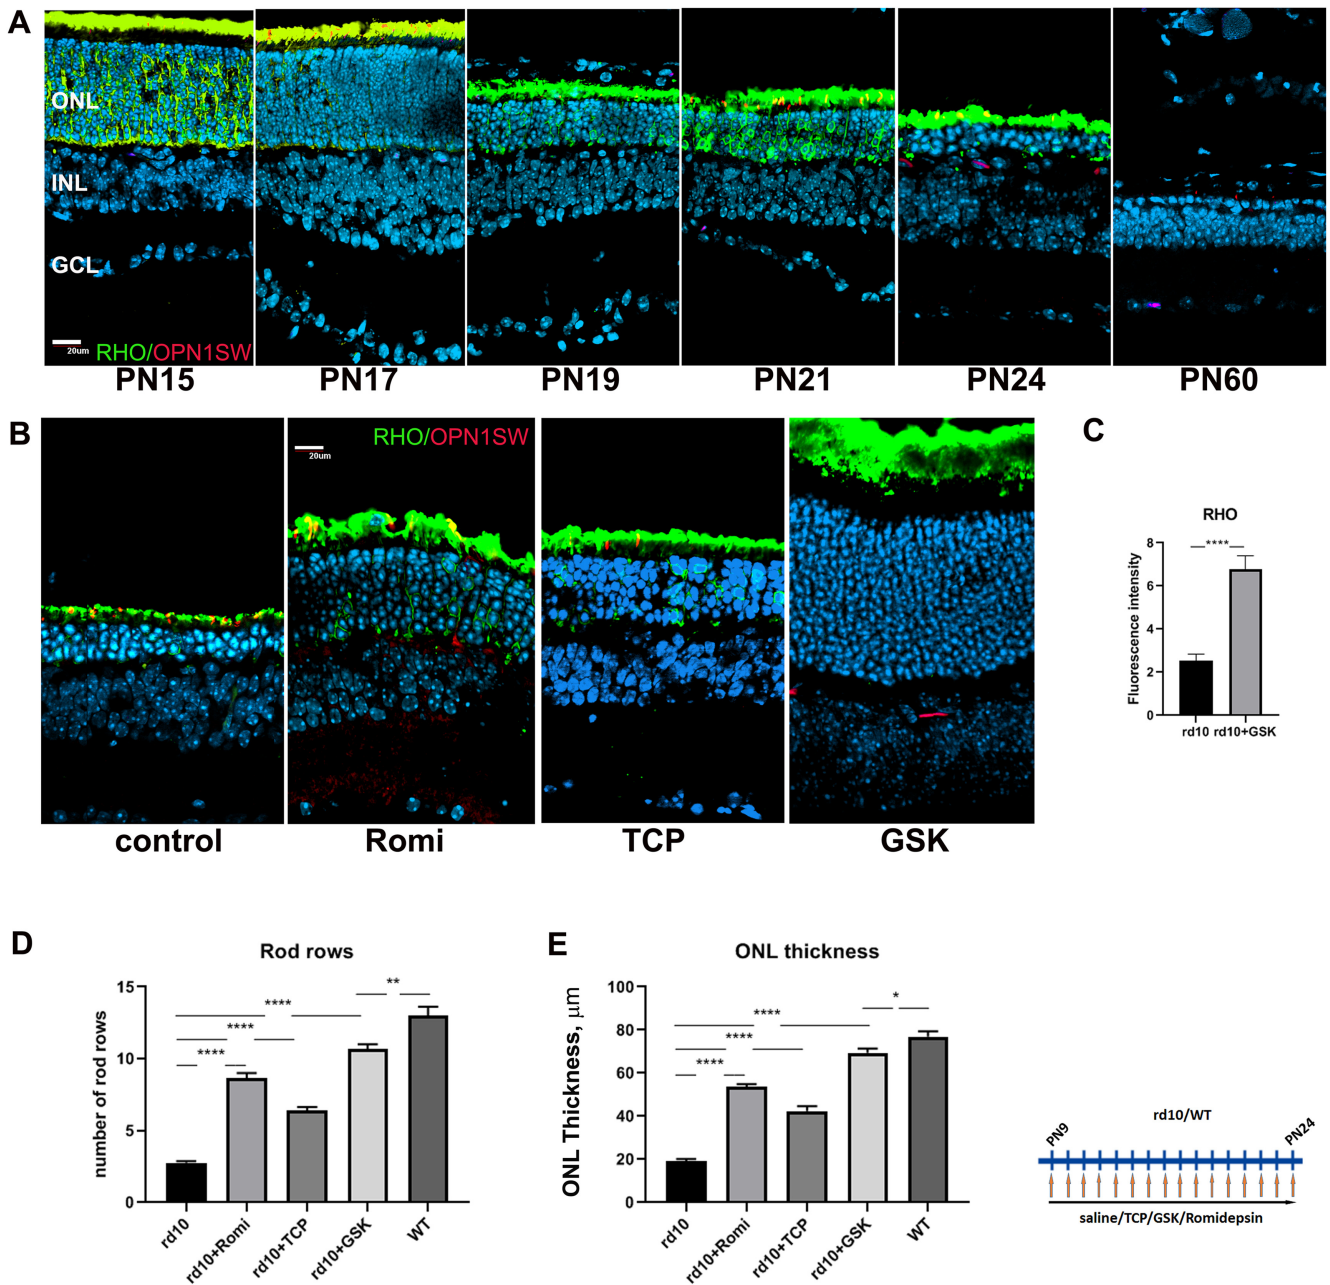 A
ONL
INL
GCL
20um
RHO/OPN1SW
PN15
PN17
PN19
PN21
PN24
PN60
B
RHO/OPN1SW
20um
control
Romi
TCP
GSK
C
RHO
Fluorescence intensity
8
6
4
2
0
****
rd10
rd10+GSK
D
Rod rows
number of rod rows
15
10
5
0
****
****
****
**
rd10
rd10+Romi
rd10+TCP
rd10+GSK
WT
E
ONL thickness
ONL Thickness, μm
100
80
60
40
20
0
****
****
****
*
rd10
rd10+Romi
rd10+TCP
rd10+GSK
WT
rd10/WT
PN9
PN24
saline/TCP/GSK/Romidepsin